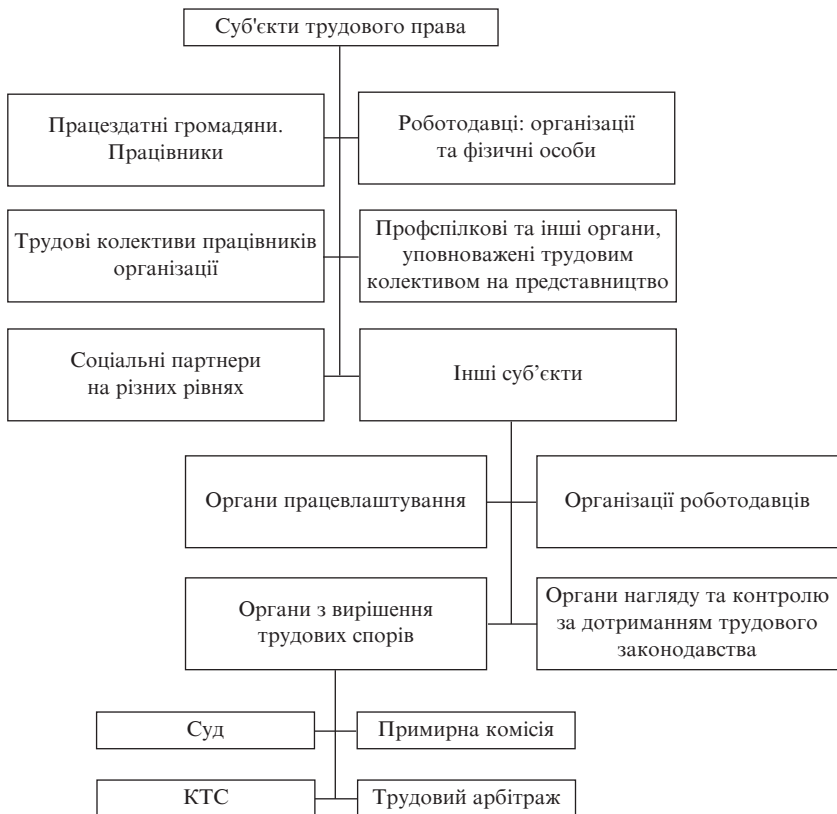 Суб'єкти трудового права
Працездатні громадяни.
Працівники
Роботодавці: організації
та фізичні особи
Трудові колективи працівників
організації
Профспілкові та інші органи,
уповноважені трудовим
колективом на представництво
Соціальні партнери
на різних рівнях
Інші суб’єкти
Органи працевлаштування
Організації роботодавців
Органи з вирішення
трудових спорів
Органи нагляду та контролю
за дотриманням трудового
законодавства
Суд
Примирна комісія
КТС
Трудовий арбітраж